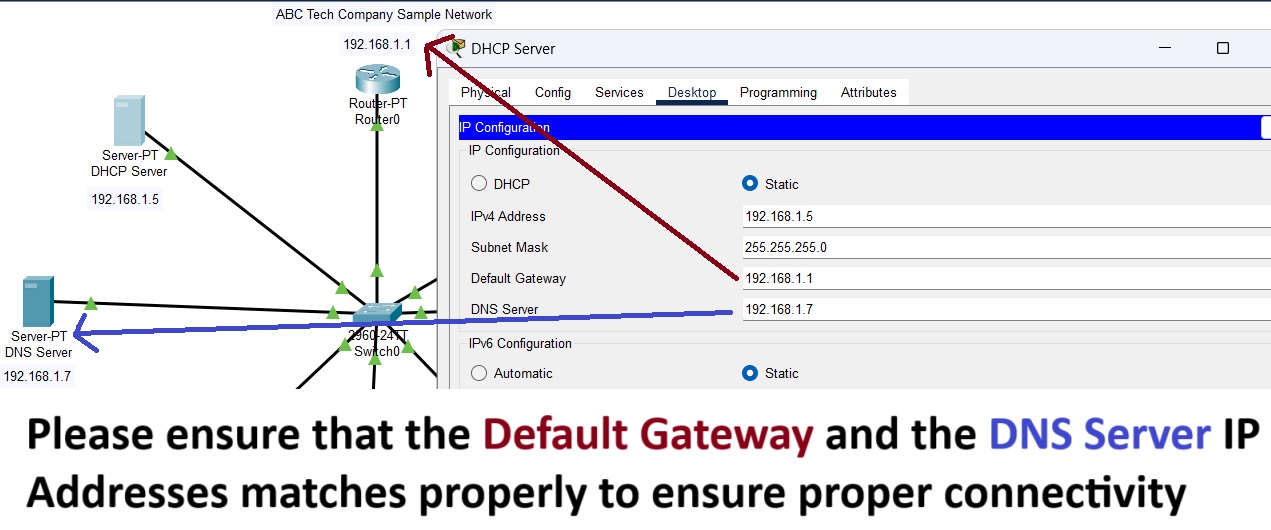 ABC Tech Company Sample Network
192.168.1.1
Router-PT
Router0
Server-PT
DHCP Server
192.168.1.5
Server-PT
DNS Server
192.168.1.7
2960-24TT
Switch0
DHCP Server
Physical Config Services Desktop Programming Attributes
IP Configuration
IP Configuration
DHCP Static
IPv4 Address 192.168.1.5
Subnet Mask 255.255.255.0
Default Gateway 192.168.1.1
DNS Server 192.168.1.7
IPv6 Configuration
Automatic Static
Please ensure that the Default Gateway and the DNS Server IP
Addresses matches properly to ensure proper connectivity